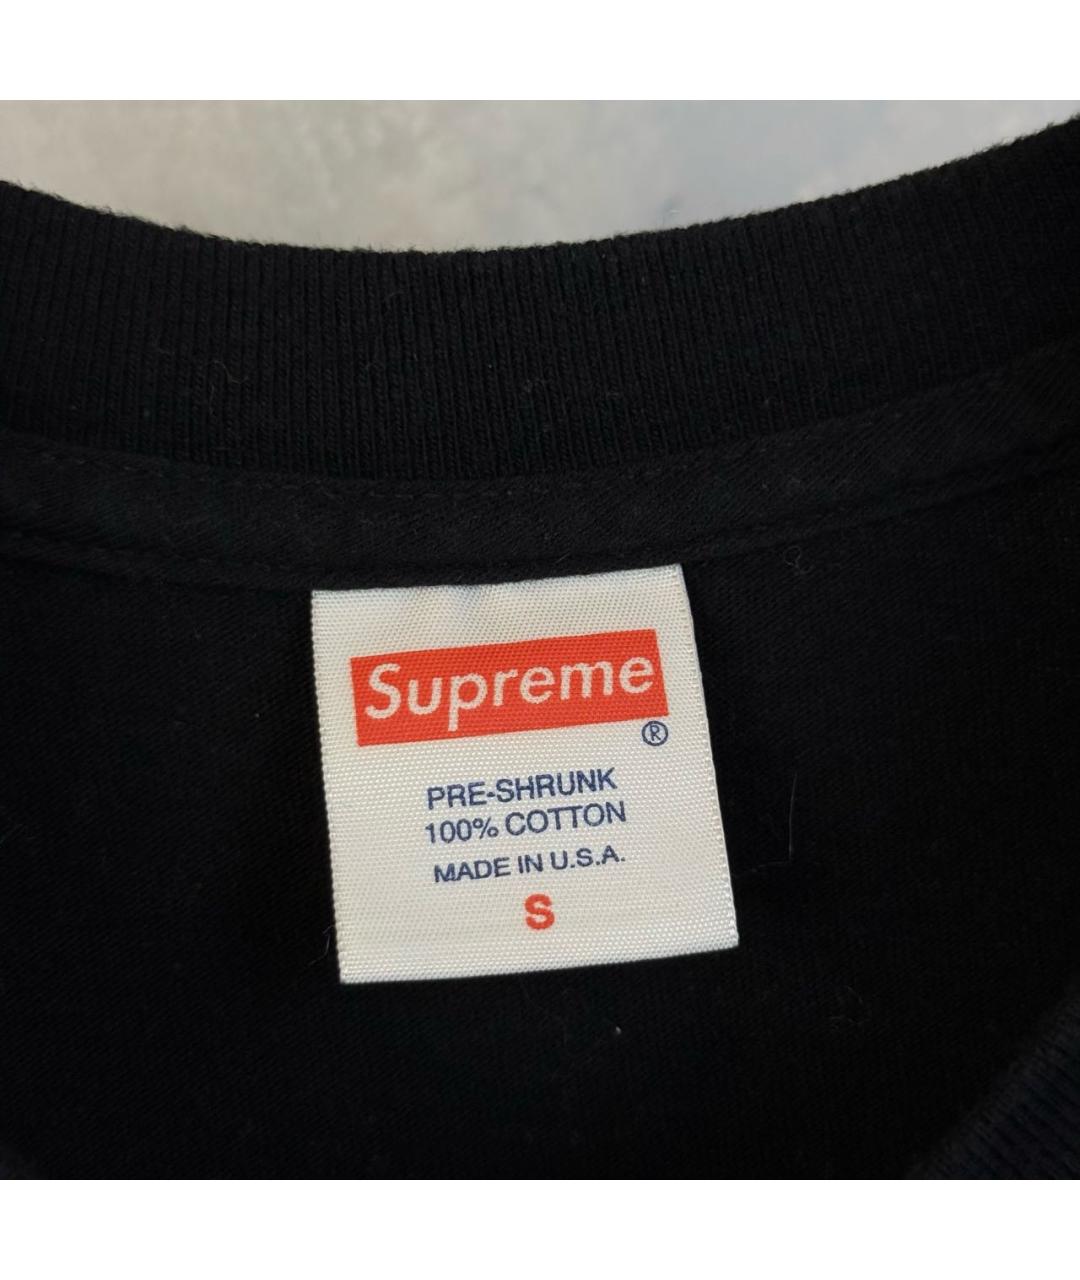 Supreme
®
PRE-SHRUNK
100% COTTON
MADE IN U.S.A.
S